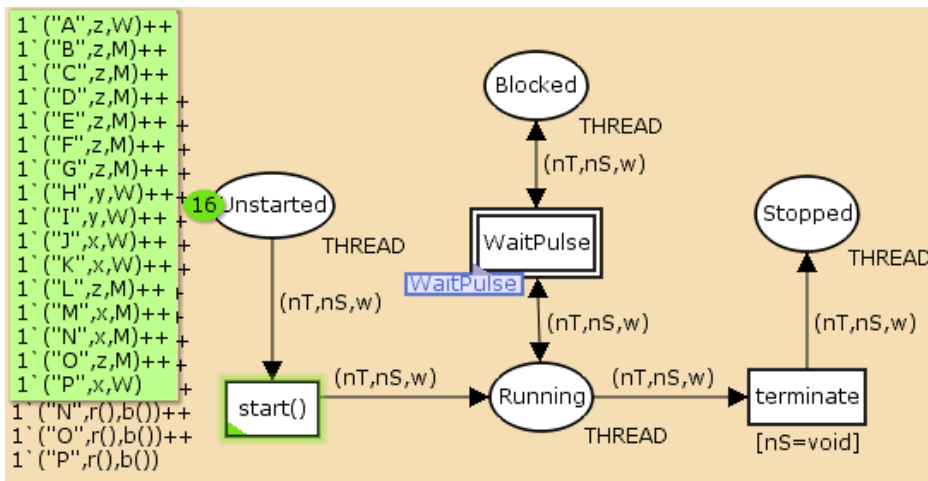 1`("A",z,W)++
1`("B",z,M)++
1`("C",z,M)++
1`("D",z,M)++ +
1`("E",z,M)++ +
1`("F",z,M)++ +
1`("G",z,M)++ +
1`("H",y,W)+++
1`("I",y,W)++ +
1`("J",x,W)++ +
1`("K",x,W)++ +
1`("L",z,M)++ +
1`("M",x,M)+++
1`("N",x,M)+++
1`("O",z,M)+++
1`("P",x,W) +
1`("N",r(),b())++
1`("O",r(),b())++
1`("P",r(),b())
16
Unstarted
THREAD
(nT,nS,w)
start()
(nT,nS,w)
Blocked
THREAD
(nT,nS,w)
WaitPulse
WaitPulse
(nT,nS,w)
Running
THREAD
(nT,nS,w)
Stopped
THREAD
(nT,nS,w)
terminate
[nS=void]